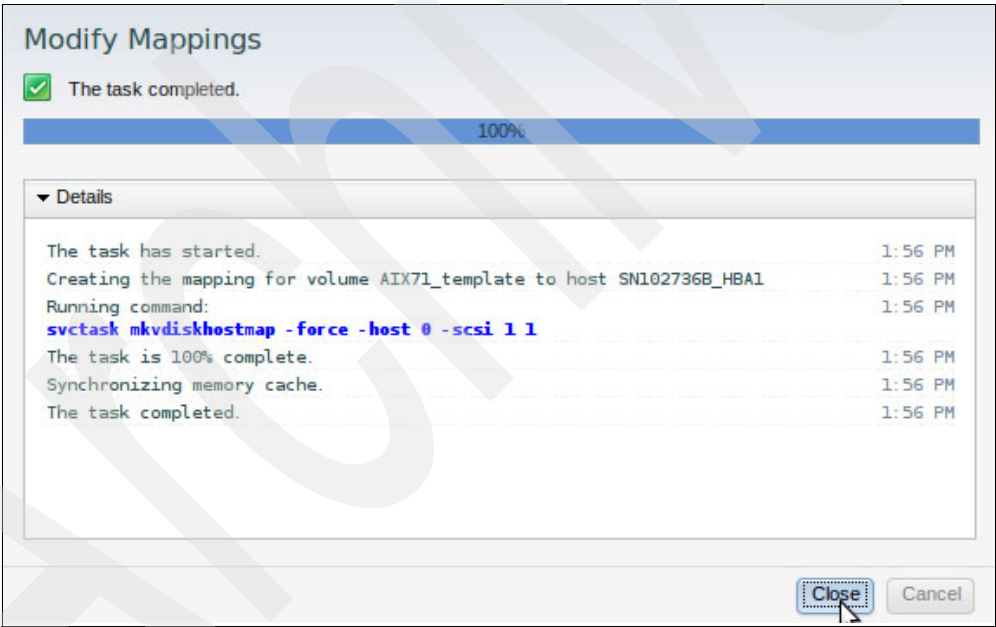 Modify Mappings
The task completed.
100%
Details
The task has started. 1:56 PM
Creating the mapping for volume AIX71_template to host SN102736B_HBA1 1:56 PM
Running command: 1:56 PM
svctask mkvdiskhostmap -force -host 0 -scsi 1 1
The task is 100% complete. 1:56 PM
Synchronizing memory cache. 1:56 PM
The task completed. 1:56 PM
Close Cancel